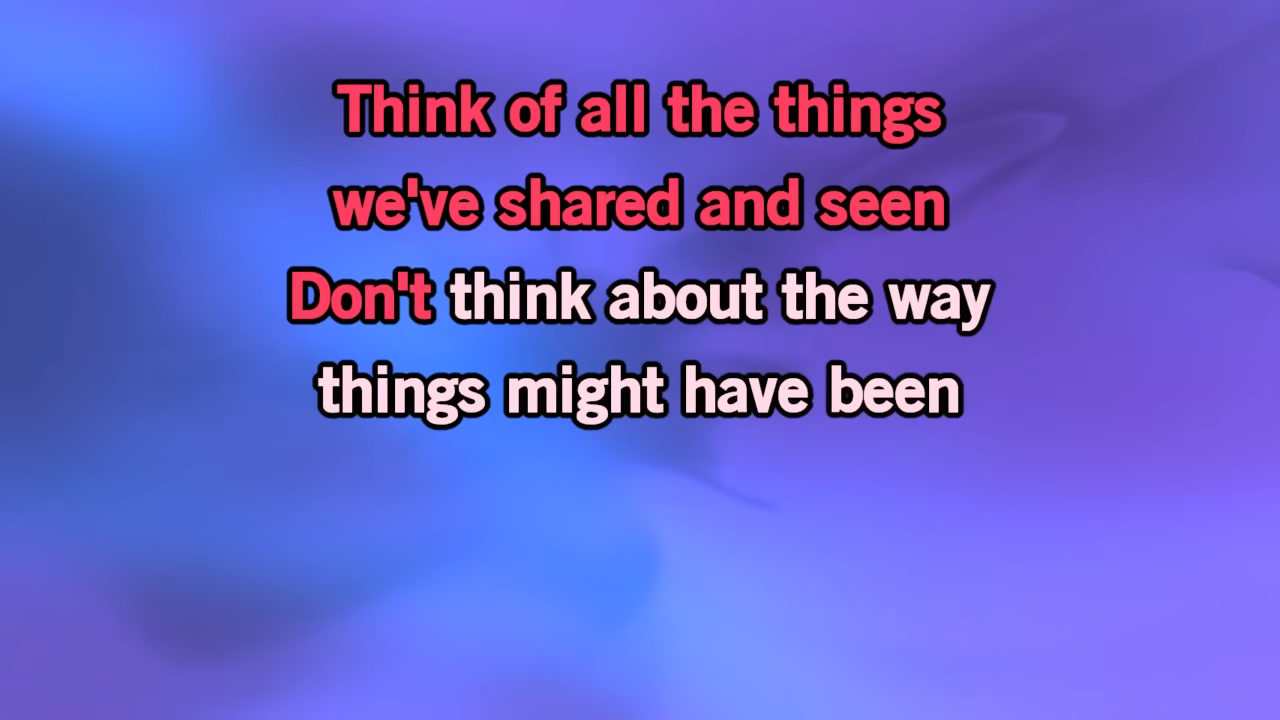 Think of all the things
we've shared and seen
Don't think about the way
things might have been